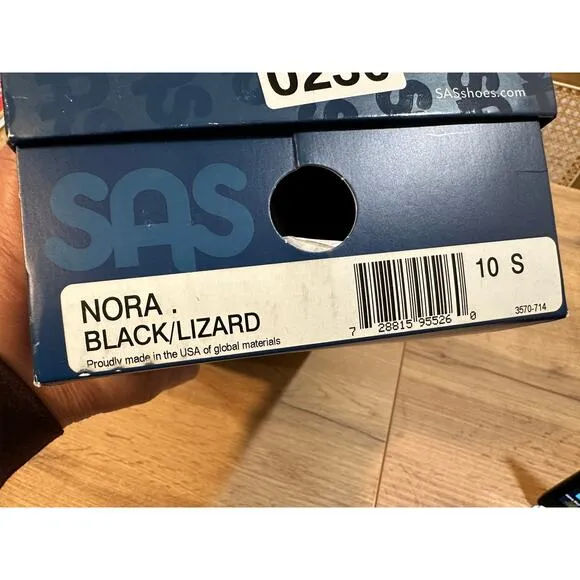 SASshoes.com
SAS
NORA .
BLACK/LIZARD
Proudly made in the USA of global materials
7 28815 95526 0
10 S
3570-714